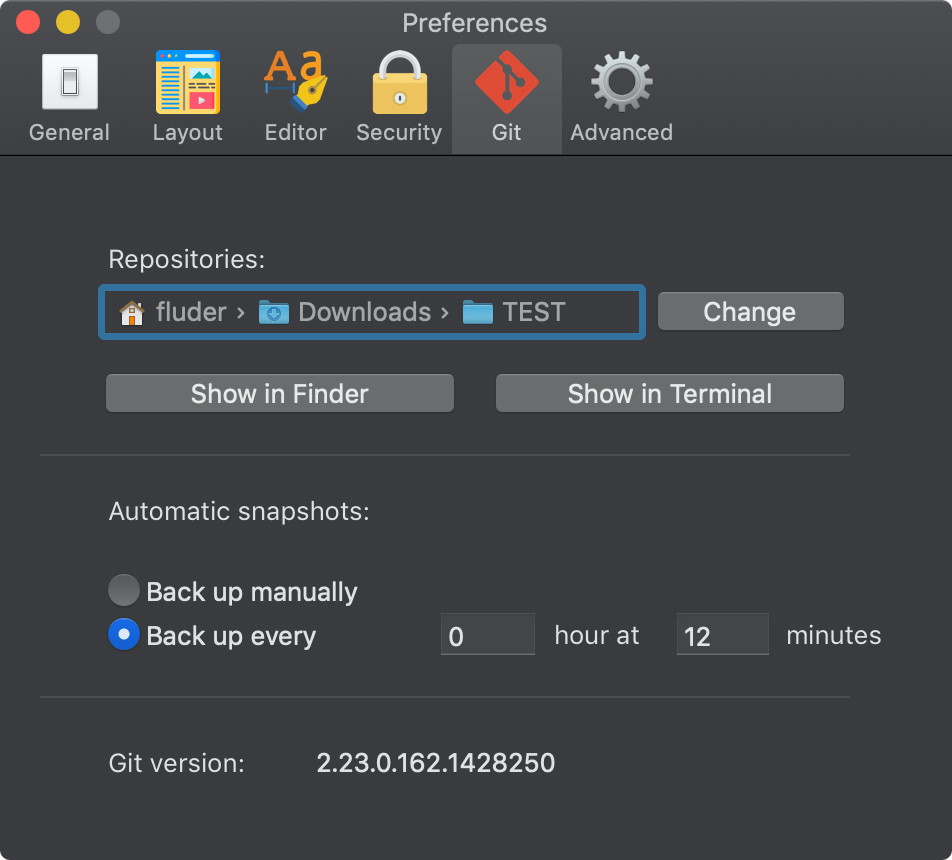 Preferences
General Layout Editor Security Git Advanced
Repositories:
fluder › Downloads › TEST Change
Show in Finder Show in Terminal
Automatic snapshots:
Back up manually
Back up every 0 hour at 12 minutes
Git version: 2.23.0.162.1428250